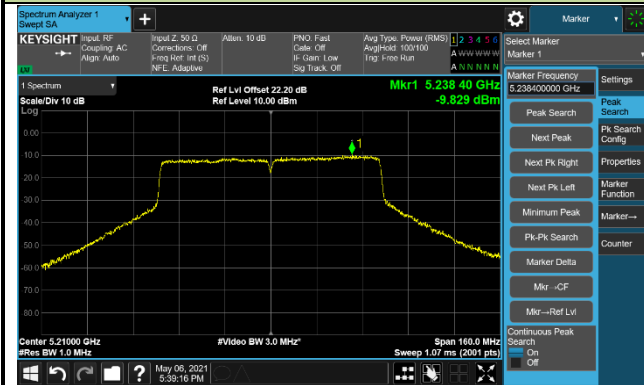 Spectrum Analyzer 1
Swept SA
Marker
KEYSIGHT
Input: RF
Coupling: AC
Align: Auto
Input Z: 50 Ω
Corrections: Off
Freq Ref: Int (S)
NFE: Adaptive
Atten: 10 dB
PNO: Fast
Gate: Off
IF Gain: Low
Sig Track: Off
Avg Type: Power (RMS)
Avg|Hold: 100/100
Trig: Free Run
1 2 3 4 5 6
A W W W W W
A N N N N N
LXI
Select Marker
Marker 1
1 Spectrum
Scale/Div 10 dB
Log
Ref Lvl Offset 22.20 dB
Ref Level 10.00 dBm
Mkr1 5.238 40 GHz
-9.829 dBm
1
0.00
-10.0
-20.0
-30.0
-40.0
-50.0
-60.0
-70.0
-80.0
Center 5.21000 GHz
#Res BW 1.0 MHz
#Video BW 3.0 MHz*
Span 160.0 MHz
Sweep 1.07 ms (2001 pts)
Marker Frequency
5.238400000 GHz
Peak Search
Next Peak
Next Pk Right
Next Pk Left
Minimum Peak
Pk-Pk Search
Marker Delta
Mkr→CF
Mkr→Ref Lvl
Continuous Peak
Search
On
Off
Settings
Peak
Search
Pk Search
Config
Properties
Marker
Function
Marker→
Counter
May 06, 2021
5:39:16 PM